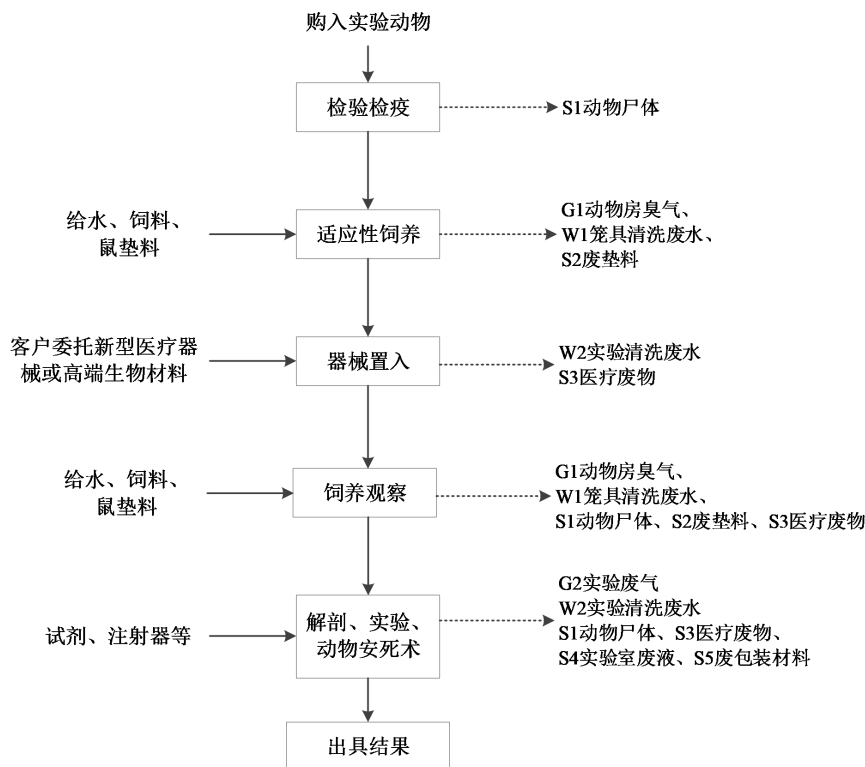 购入实验动物
检验检疫
S1动物尸体
给水、饲料、
鼠垫料
适应性饲养
G1动物房臭气、
W1笼具清洗废水、
S2废垫料
客户委托新型医疗器
械或高端生物材料
器械置入
W2实验清洗废水
S3医疗废物
给水、饲料、
鼠垫料
饲养观察
G1动物房臭气、
W1笼具清洗废水、
S1动物尸体、S2废垫料、S3医疗废物
试剂、注射器等
解剖、实验、
动物安死术
G2实验废气
W2实验清洗废水
S1动物尸体、S3医疗废物、
S4实验室废液、S5废包装材料
出具结果